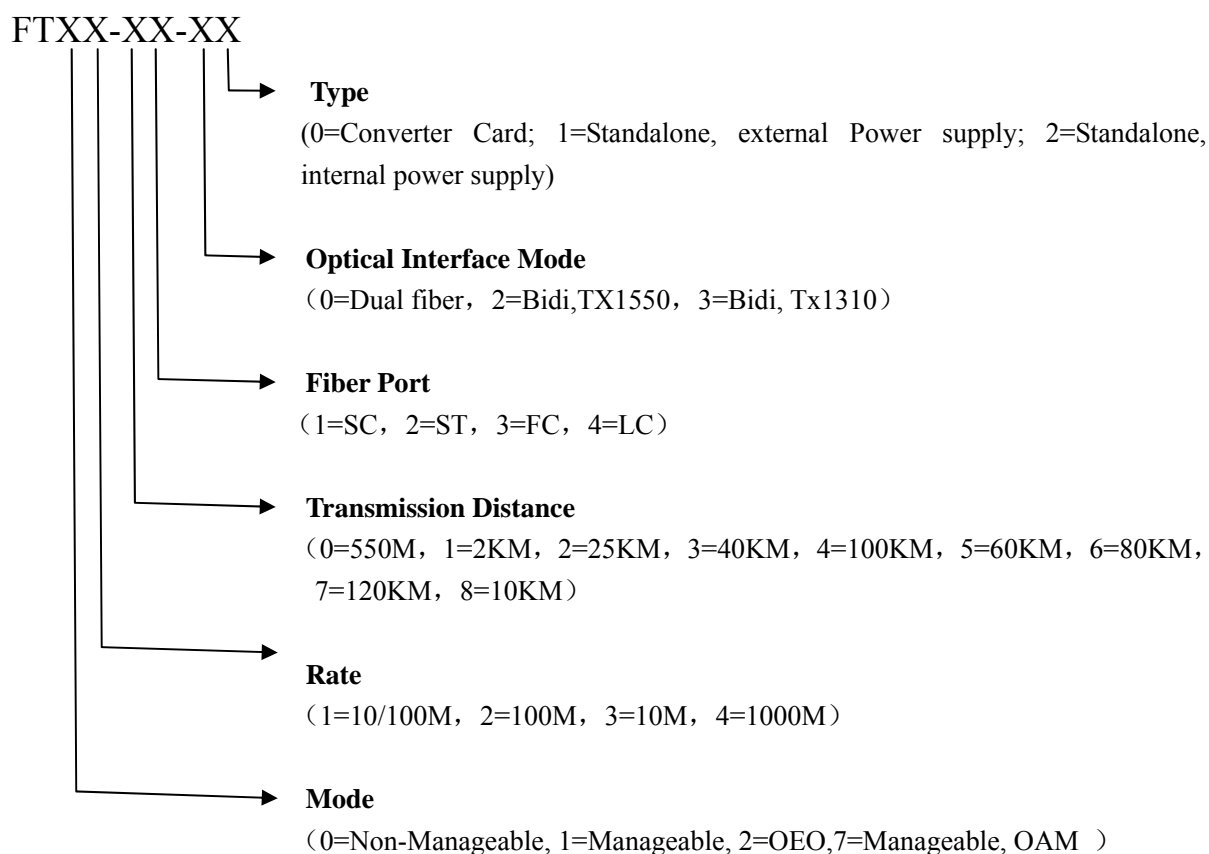 FTXX-XX-XX
Type
(0=Converter Card; 1=Standalone, external Power supply; 2=Standalone,
internal power supply)
Optical Interface Mode
（0=Dual fiber，2=Bidi,TX1550，3=Bidi, Tx1310）
Fiber Port
（1=SC，2=ST，3=FC，4=LC）
Transmission Distance
（0=550M，1=2KM，2=25KM，3=40KM，4=100KM，5=60KM，6=80KM，
7=120KM，8=10KM）
Rate
（1=10/100M，2=100M，3=10M，4=1000M）
Mode
（0=Non-Manageable, 1=Manageable, 2=OEO,7=Manageable, OAM ）